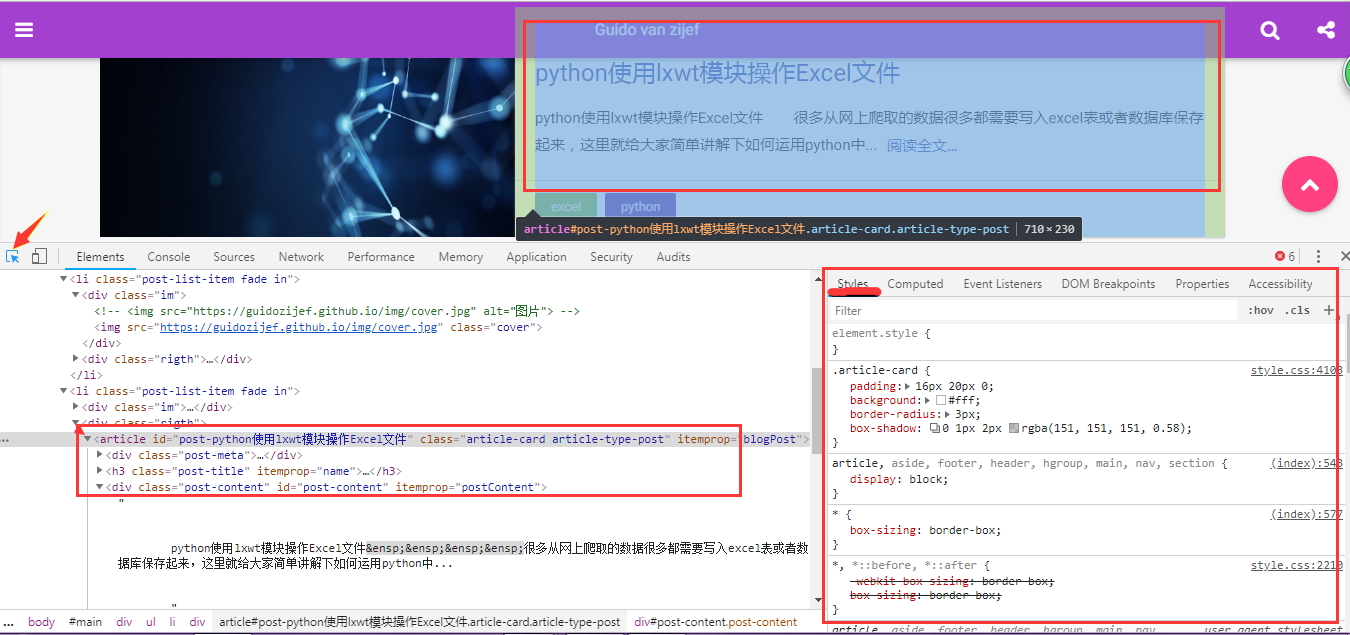 Guido van zijef
python使用lxwt模块操作Excel文件
python使用lxwt模块操作Excel文件　　很多从网上爬取的数据很多都需要写入excel表或者数据库保存
起来，这里就给大家简单讲解下如何运用python中... 阅读全文...
excel python
article#post-python使用lxwt模块操作Excel文件.article-card.article-type-post | 710×230
Elements Console Sources Network Performance Memory Application Security Audits 6
<li class="post-list-item fade in">
<div class="im">
<!-- <img src="https://guidozijef.github.io/img/cover.jpg" alt="图片"> -->
<img src="https://guidozijef.github.io/img/cover.jpg" class="cover">
</div>
<div class="rigth">…</div>
</li>
<li class="post-list-item fade in">
<div class="im">…</div>
<div class="rigth">
<article id="post-python使用lxwt模块操作Excel文件" class="article-card article-type-post" itemprop="blogPost">
<div class="post-meta">…</div>
<h3 class="post-title" itemprop="name">…</h3>
<div class="post-content" id="post-content" itemprop="postContent">
"
python使用lxwt模块操作Excel文件&ensp;&ensp;&ensp;&ensp;很多从网上爬取的数据很多都需要写入excel表或者数
据库保存起来，这里就给大家简单讲解下如何运用python中...
"
... body #main div ul li div article#post-python使用lxwt模块操作Excel文件.article-card.article-type-post div#post-content.post-content
Styles Computed Event Listeners DOM Breakpoints Properties Accessibility
Filter :hov .cls +
element.style {
}
.article-card { style.css:4108
padding: 16px 20px 0;
background: #fff;
border-radius: 3px;
box-shadow: 0 1px 2px rgba(151, 151, 151, 0.58);
}
article, aside, footer, header, hgroup, main, nav, section { (index):543
display: block;
}
* { (index):577
box-sizing: border-box;
}
*, *::before, *::after { style.css:2210
-webkit-box-sizing: border-box;
box-sizing: border-box;
}
article, aside, footer, header, hgroup, main, nav, section user agent stylesheet